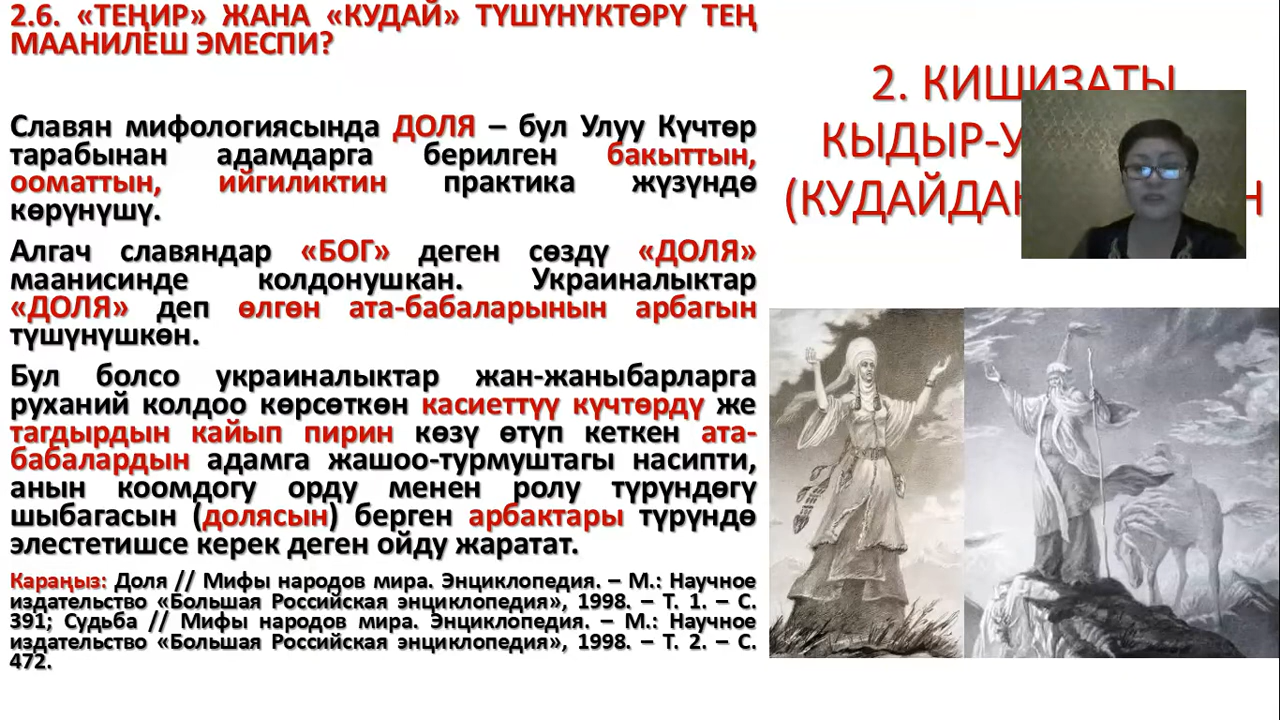 2.6. «ТЕҢИР» ЖАНА «КУДАЙ» ТҮШҮНҮКТӨРҮ ТЕҢ
МААНИЛЕШ ЭМЕСПИ?
Славян мифологиясында ДОЛЯ – бул Улуу Күчтөр
тарабынан адамдарга берилген бакыттын,
ооматтын, ийгиликтин практика жүзүндө
көрүнүшү.
Алгач славяндар «БОГ» деген сөздү «ДОЛЯ»
маанисинде колдонушкан. Украиналыктар
«ДОЛЯ» деп өлгөн ата-бабаларынын арбагын
түшүнүшкөн.
Бул болсо украиналыктар жан-жаныбарларга
руханий колдоо көрсөткөн касиеттүү күчтөрдү же
тагдырдын кайып пирин көзү өтүп кеткен ата-
бабалардын адамга жашоо-турмуштагы насипти,
анын коомдогу орду менен ролу түрүндөгү
шыбагасын (долясын) берген арбактары түрүндө
элестетишсе керек деген ойду жаратат.
Караңыз: Доля // Мифы народов мира. Энциклопедия. – М.: Научное
издательство «Большая Российская энциклопедия», 1998. – Т. 1. – С.
391; Судьба // Мифы народов мира. Энциклопедия. – М.: Научное
издательство «Большая Российская энциклопедия», 1998. – Т. 2. – С.
472.
2. КИШИЗАТЫ